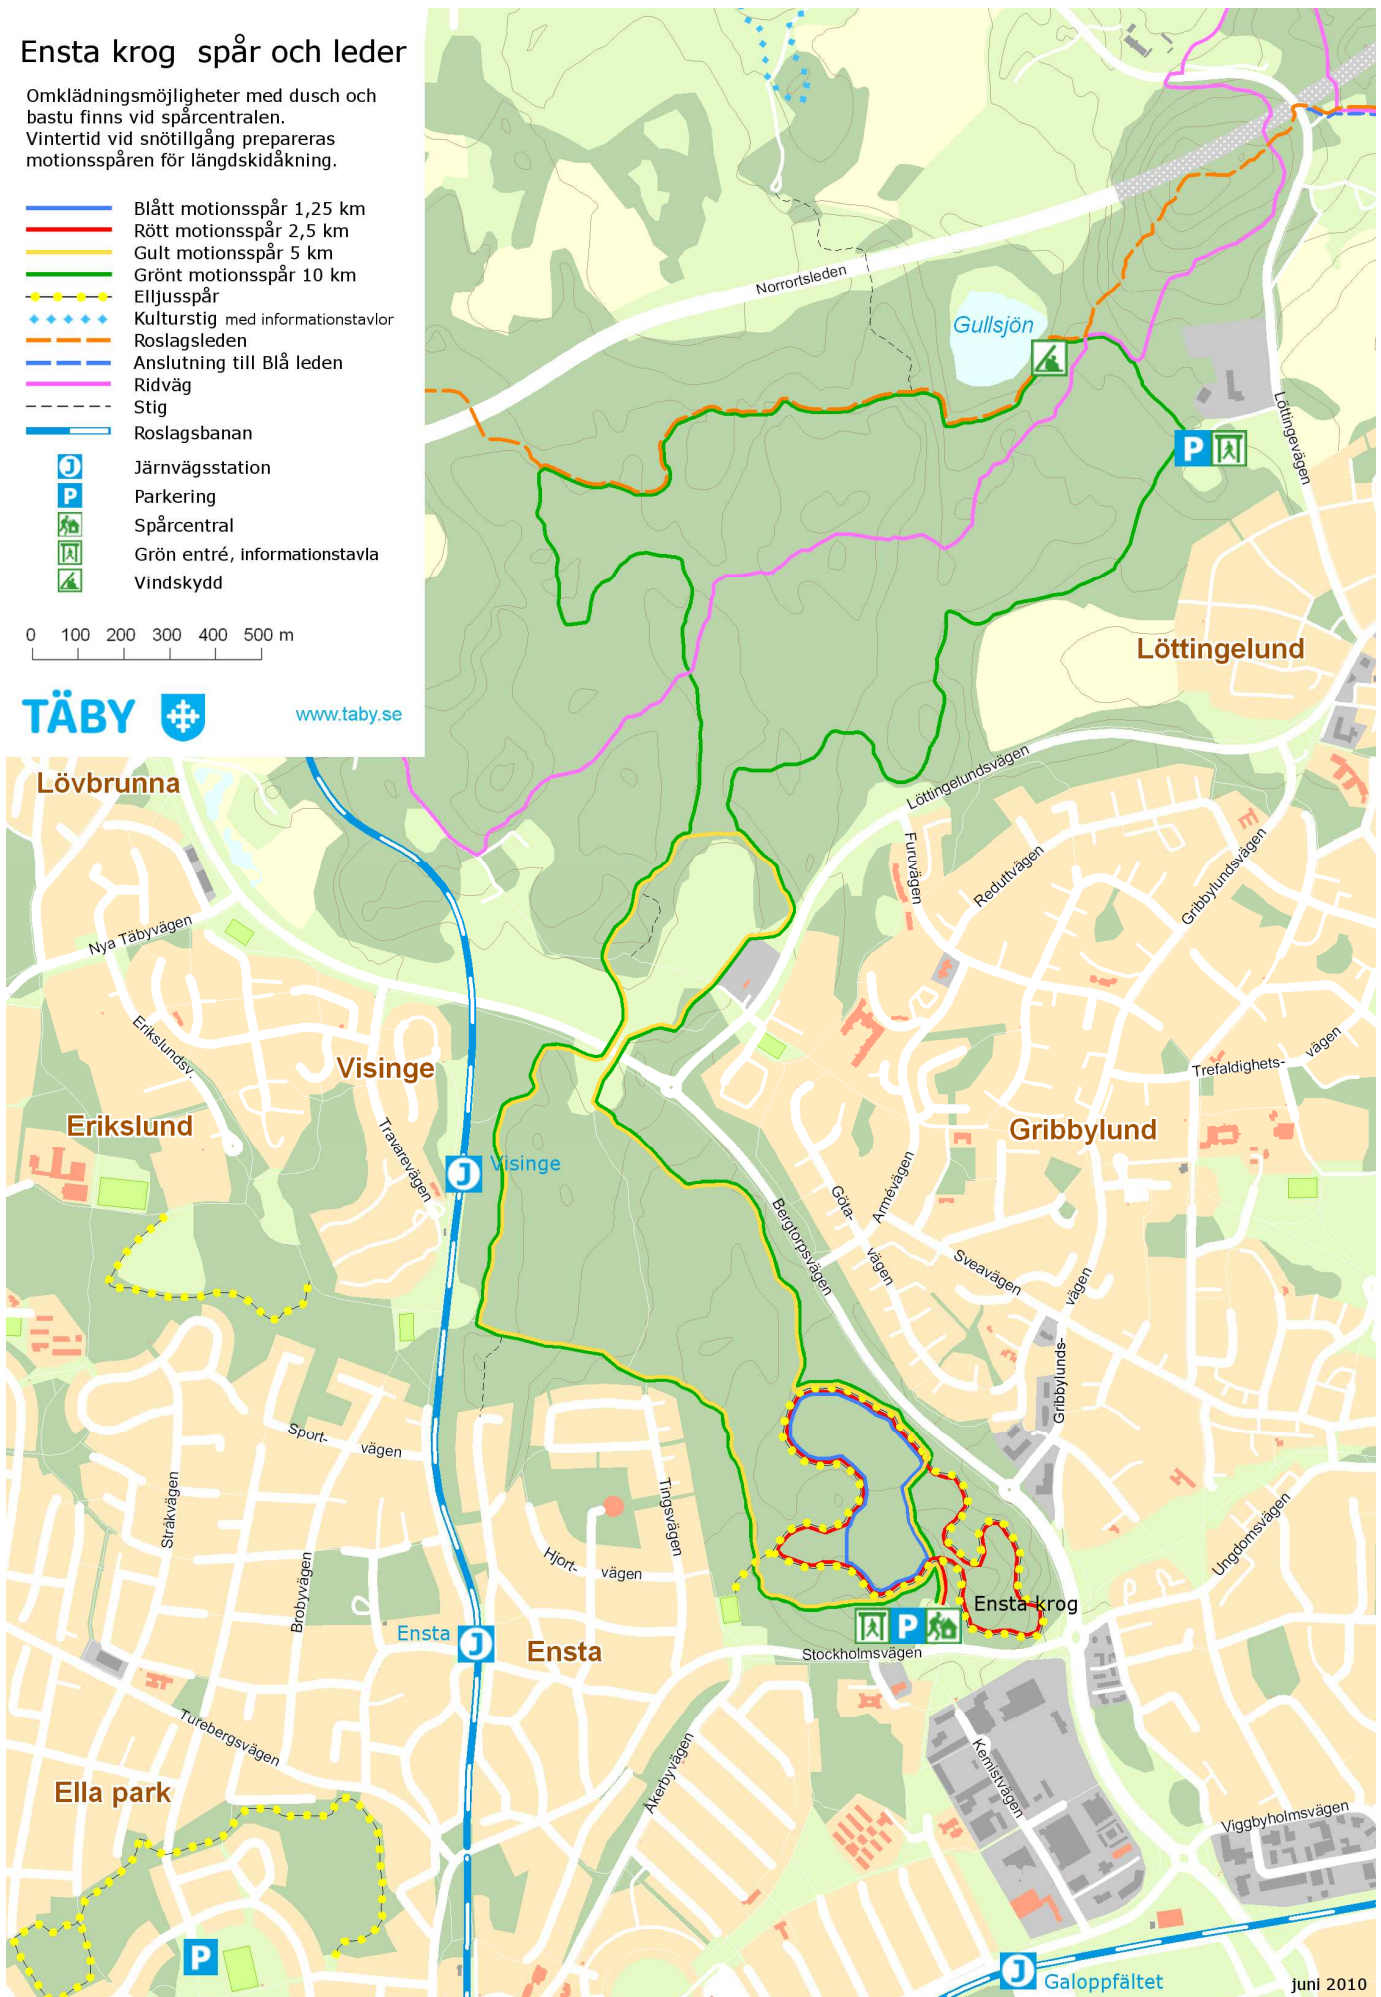 Ensta krog spår och leder
Omklädningsmöjligheter med dusch och
bastu finns vid spårcentralen.
Vintertid vid snötillgång prepareras
motionsspåren för längdskidåkning.
Blått motionsspår 1,25 km
Rött motionsspår 2,5 km
Gult motionsspår 5 km
Grönt motionsspår 10 km
Elljusspår
Kulturstig med informationstavlor
Roslagsleden
Anslutning till Blå leden
Ridväg
Stig
Roslagsbanan
J Järnvägsstation
P Parkering
Spårcentral
Grön entré, informationstavla
Vindskydd
0 100 200 300 400 500 m
TÄBY
www.taby.se
Norrortsleden
Gullsjön
Löttingevägen
P
Löttingelund
Löttingelundsvägen
Lövbrunna
Furuvägen
Reduttvägen
Gribbylundsvägen
Nya Täbyvägen
Erikslundsv.
Visinge
Trefaldighets-
vägen
Erikslund
Travarevägen
J Visinge
Gribbylund
Bergtorpsvägen
Göta-
vägen
Armévägen
Sveavägen
Gribbylunds-
vägen
Sport-
vägen
Stråkvägen
Tingsvägen
Hjort-
vägen
Brobyvägen
Ungdomsvägen
Ensta J
Ensta
Ensta krog
P
Stockholmsvägen
Turebergsvägen
Åkerbyvägen
Kemistvägen
Ella park
Viggbyholmsvägen
P
J Galoppfältet
juni 2010